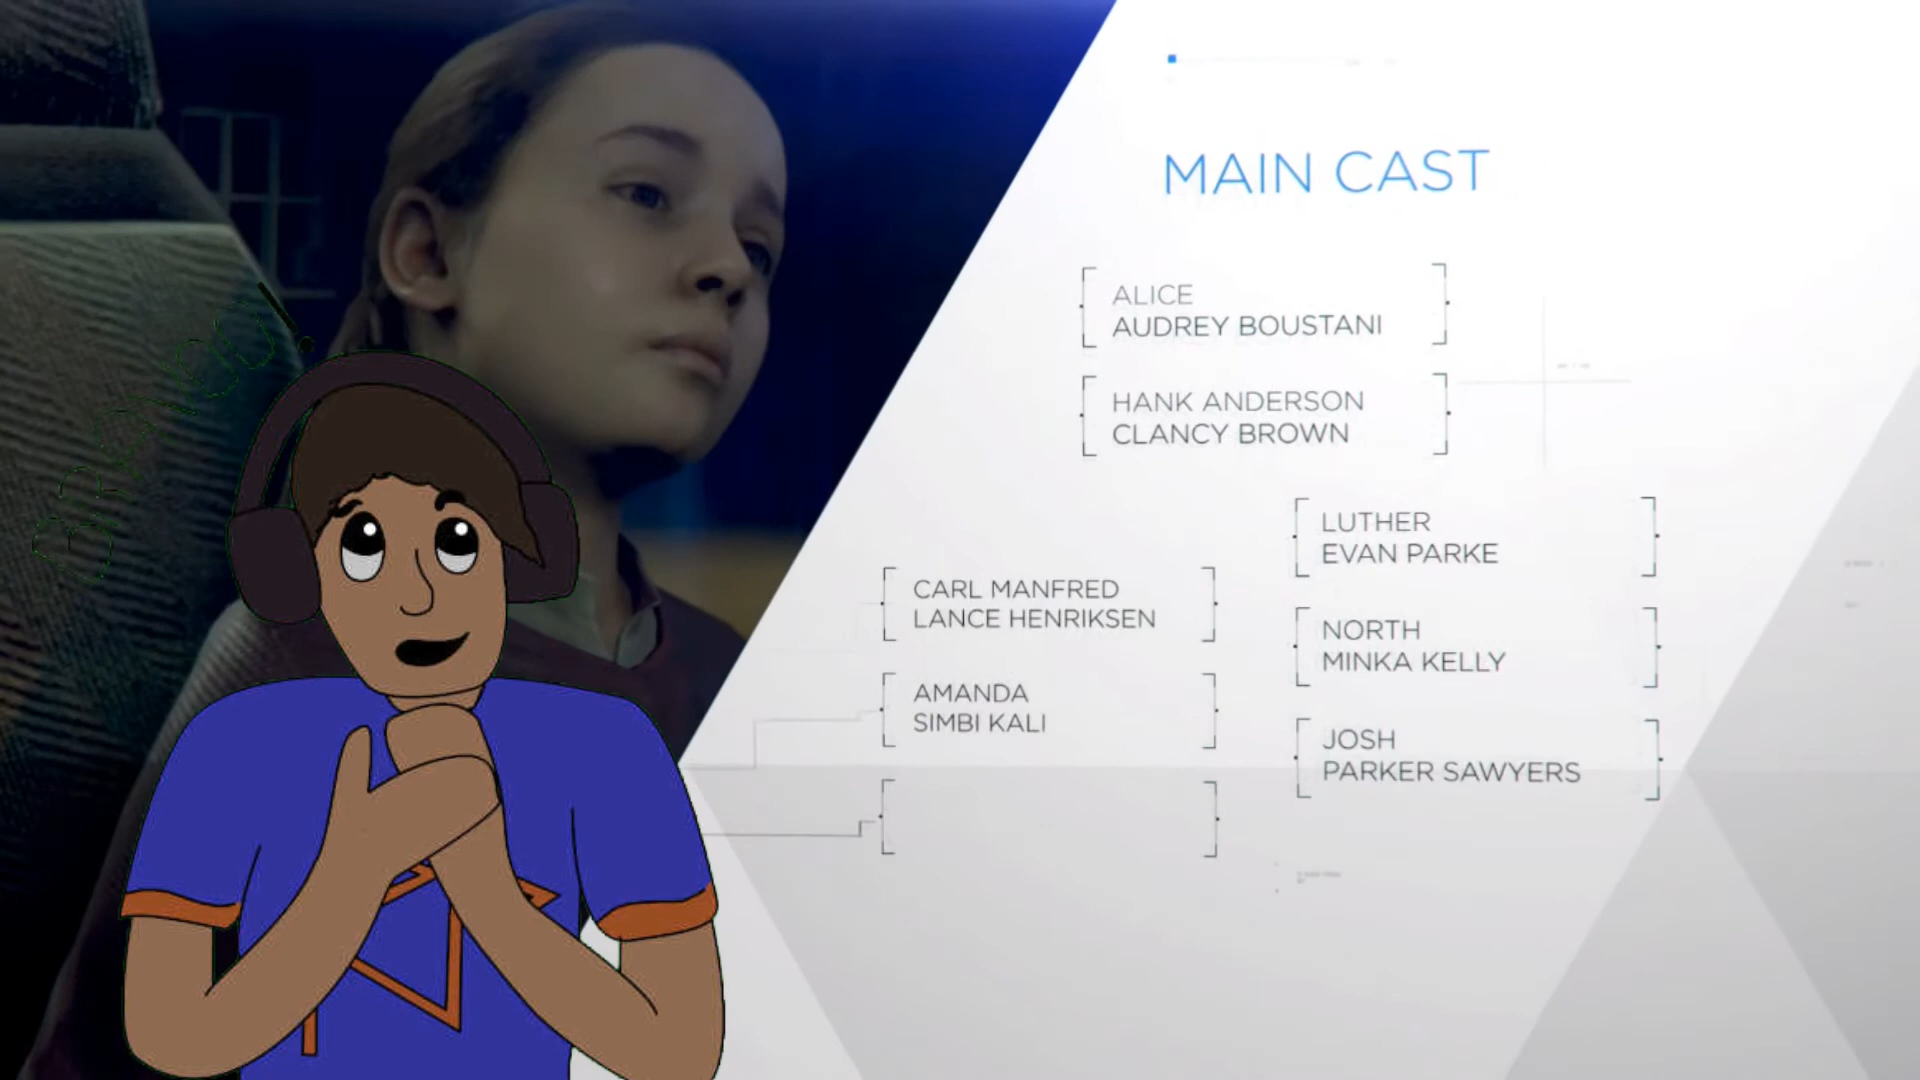 MAIN CAST
ALICE
AUDREY BOUSTANI
HANK ANDERSON
CLANCY BROWN
LUTHER
EVAN PARKE
CARL MANFRED
LANCE HENRIKSEN
NORTH
MINKA KELLY
AMANDA
SIMBI KALI
JOSH
PARKER SAWYERS
BRAVO!